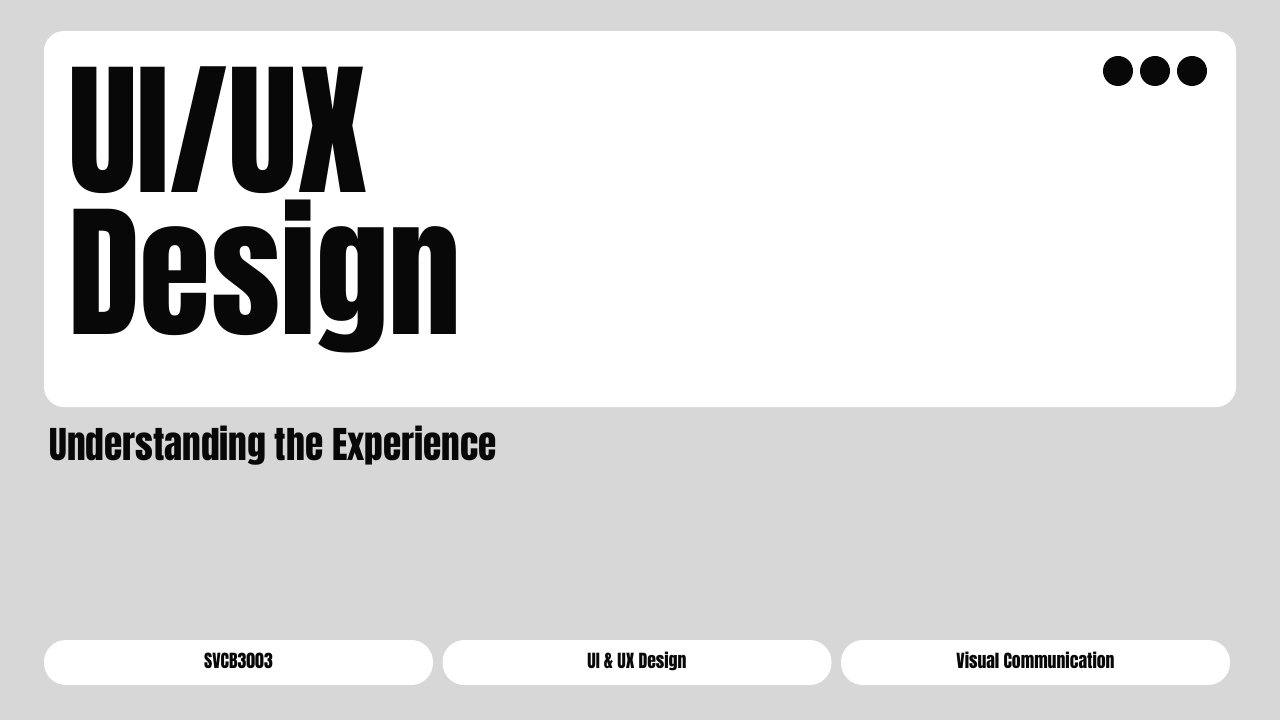 UI/UX
Design
Understanding the Experience
SVCB3003
UI & UX Design
Visual Communication